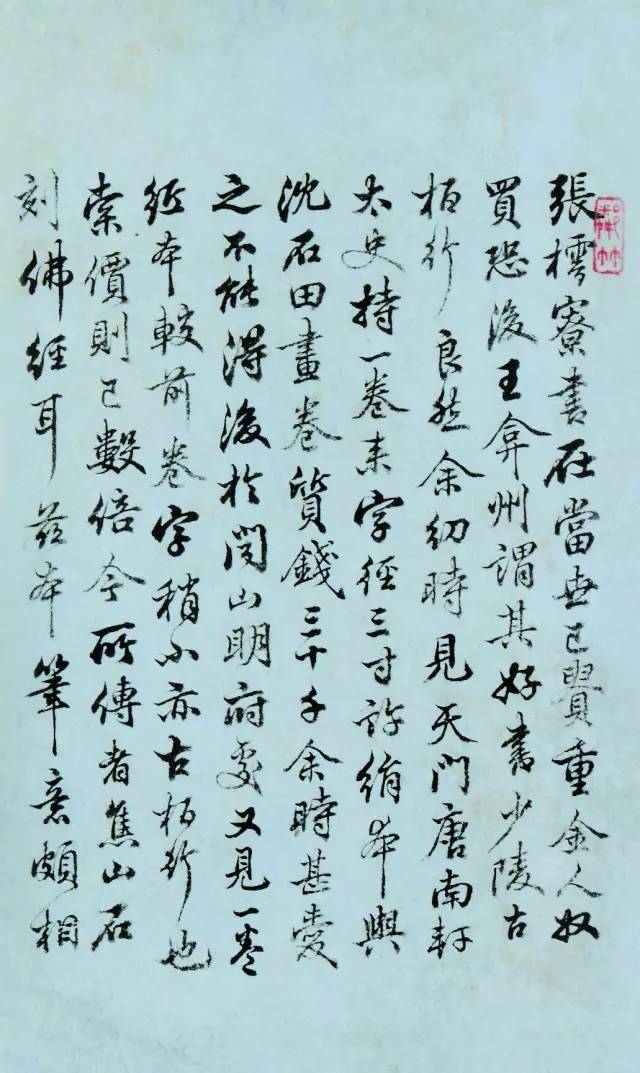 張樗寮書在當世已貴重金人奴
買恐後王弇州謂其好書少陵古
柏行良然余幼時見天門唐南軒
太史持一卷來字徑三寸許綃本與
沈石田畫卷質錢三十千余時甚愛
之不能得後於閔山明府處又見一卷
紙本較前卷字稍小亦古柏行也
索價則已數倍今所傳者焦山石
刻佛經耳茲本筆意頗相